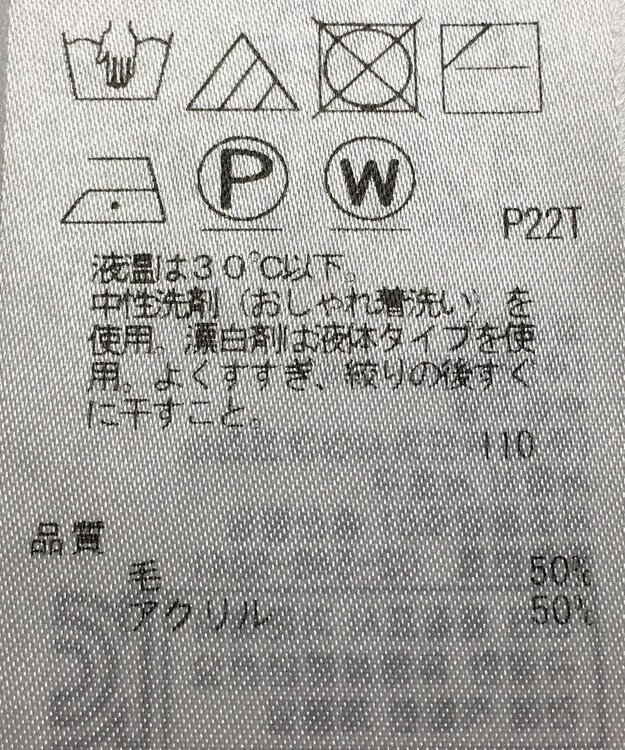 P W
P22T
液温は30℃以下。
中性洗剤(おしゃれ着洗い)を
使用。漂白剤は液体タイプを使
用。よくすすぎ、絞りの後すぐ
に干すこと。
110
品質
毛 50%
アクリル 50%